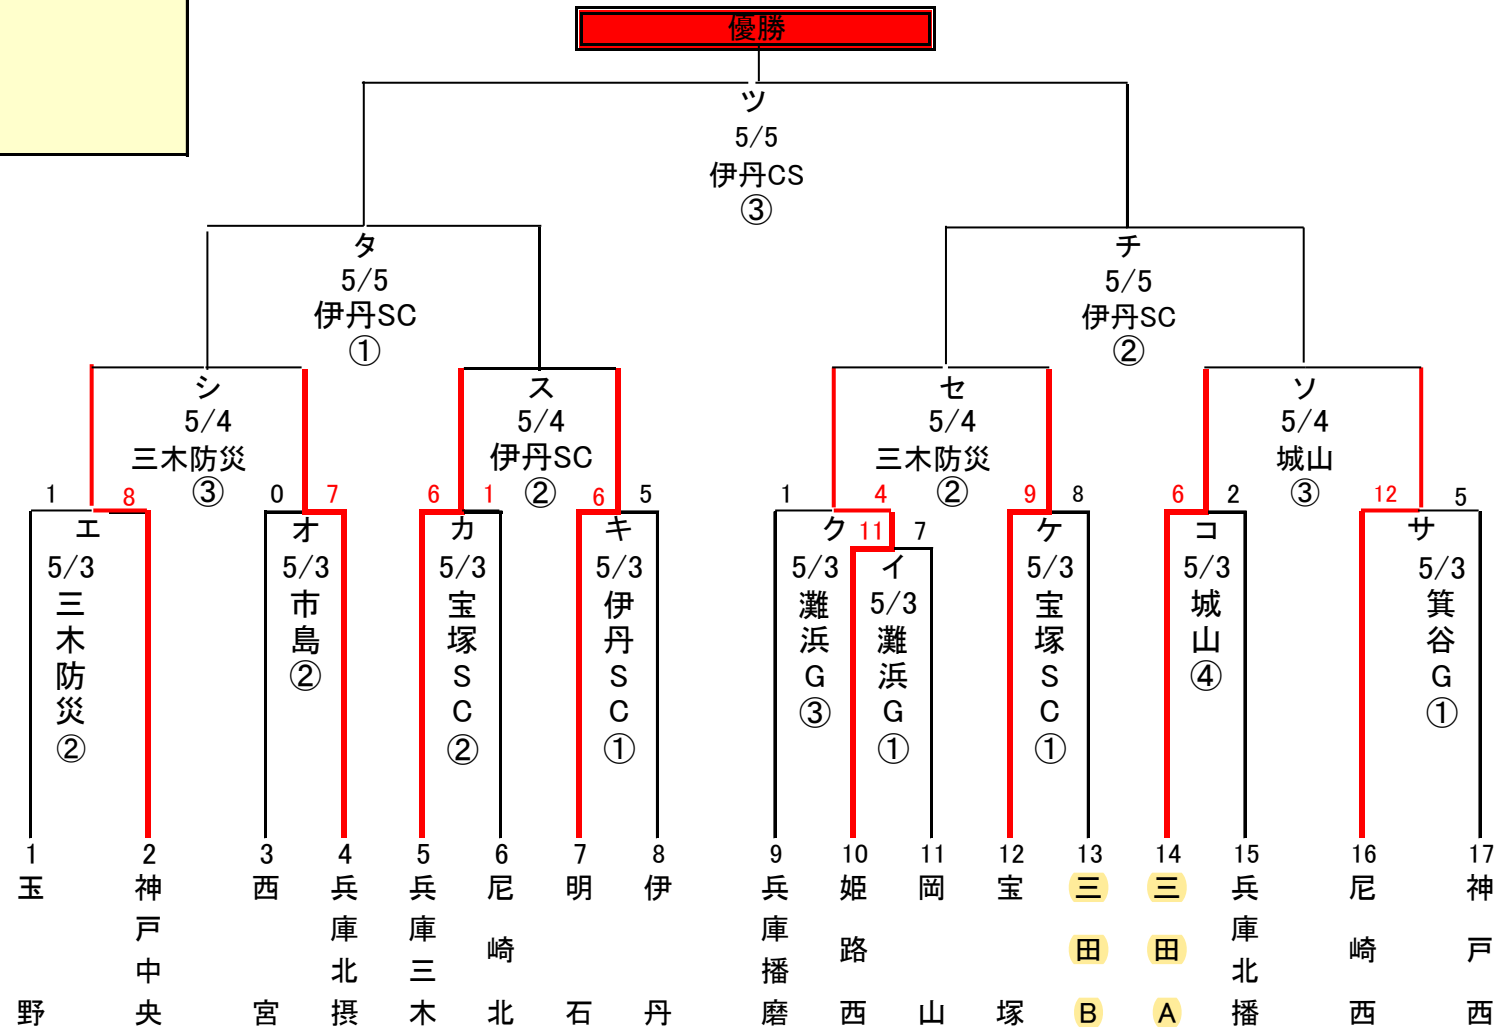 優勝
ツ
5/5
伊丹CS
③
タ
5/5
伊丹SC
①
チ
5/5
伊丹SC
②
シ
5/4
三木防災
③
ス
5/4
伊丹SC
②
セ
5/4
三木防災
②
ソ
5/4
城山
③
1 8 0 7 6 1 6 5 1 4 9 8 6 2 12 5
エ
5/3
三木防災
②
オ
5/3
市島
②
カ
5/3
宝塚SC
②
キ
5/3
伊丹SC
①
ク
5/3
灘浜G
③
11 7
イ
5/3
灘浜G
①
ケ
5/3
宝塚SC
①
コ
5/3
城山
④
サ
5/3
箕谷G
①
1 2 3 4 5 6 7 8 9 10 11 12 13 14 15 16 17
玉野
神戸中央
西宮
兵庫北摂
兵庫三木
尼崎北
明石
伊丹
兵庫播磨
姫路西
岡山
宝塚
三田B
三田A
兵庫北播
尼崎西
神戸西